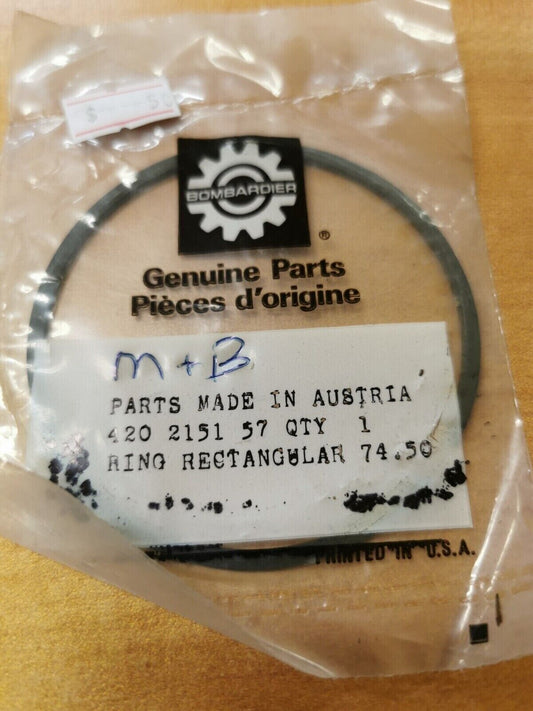 $ 50
BOMBARDIER
®
Genuine Parts
Pièces d'origine
M+B
PARTS MADE IN AUSTRIA
420 2151 57 QTY 1
RING RECTANGULAR 74.50
PRINTED IN U.S.A.